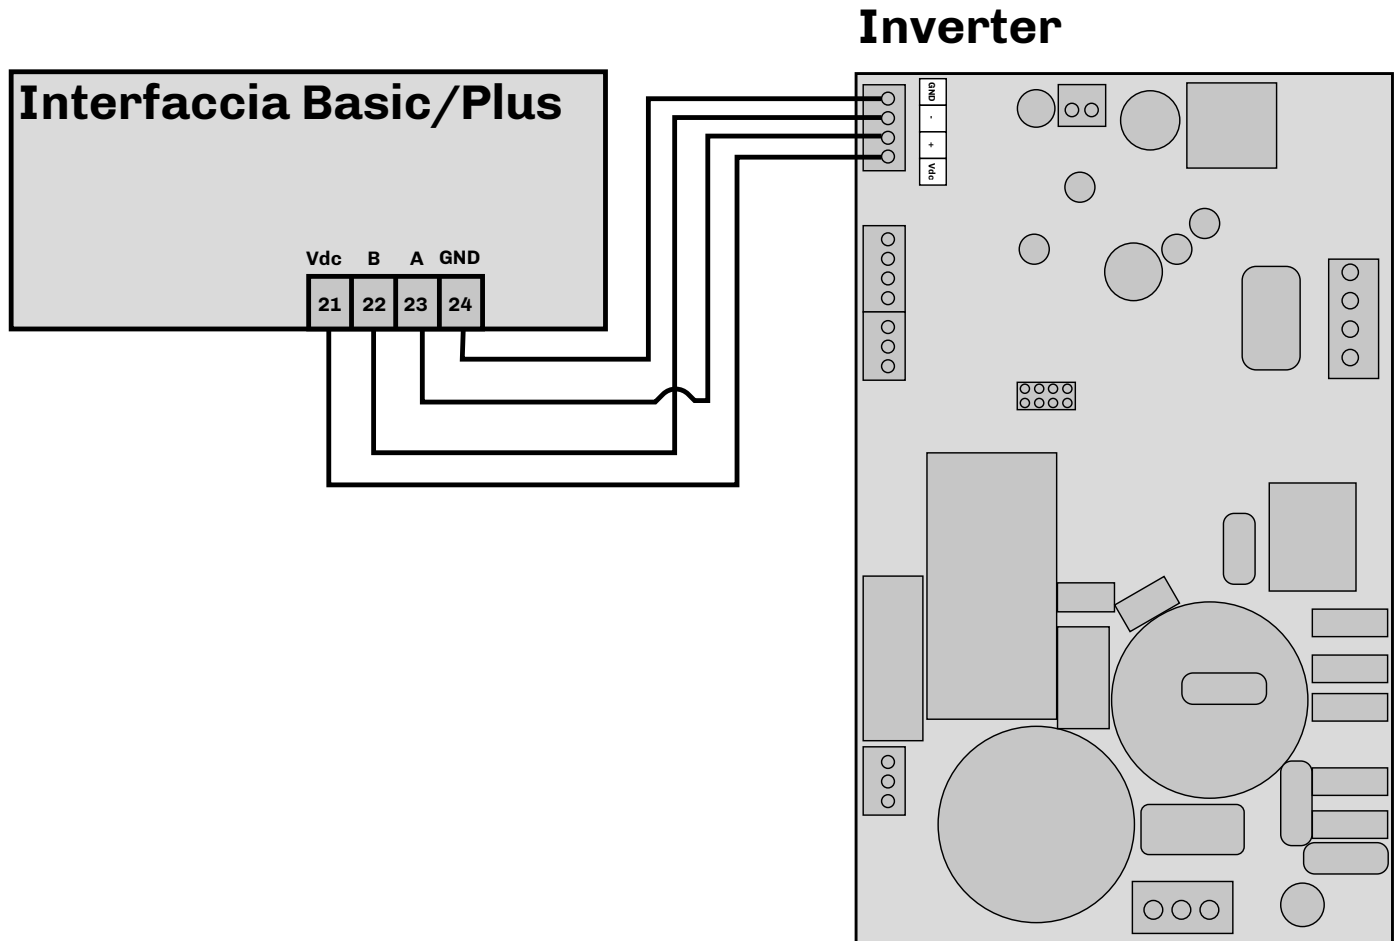 Inverter
Interfaccia Basic/Plus
GND
-
+
Vdc
Vdc B A GND
21 22 23 24